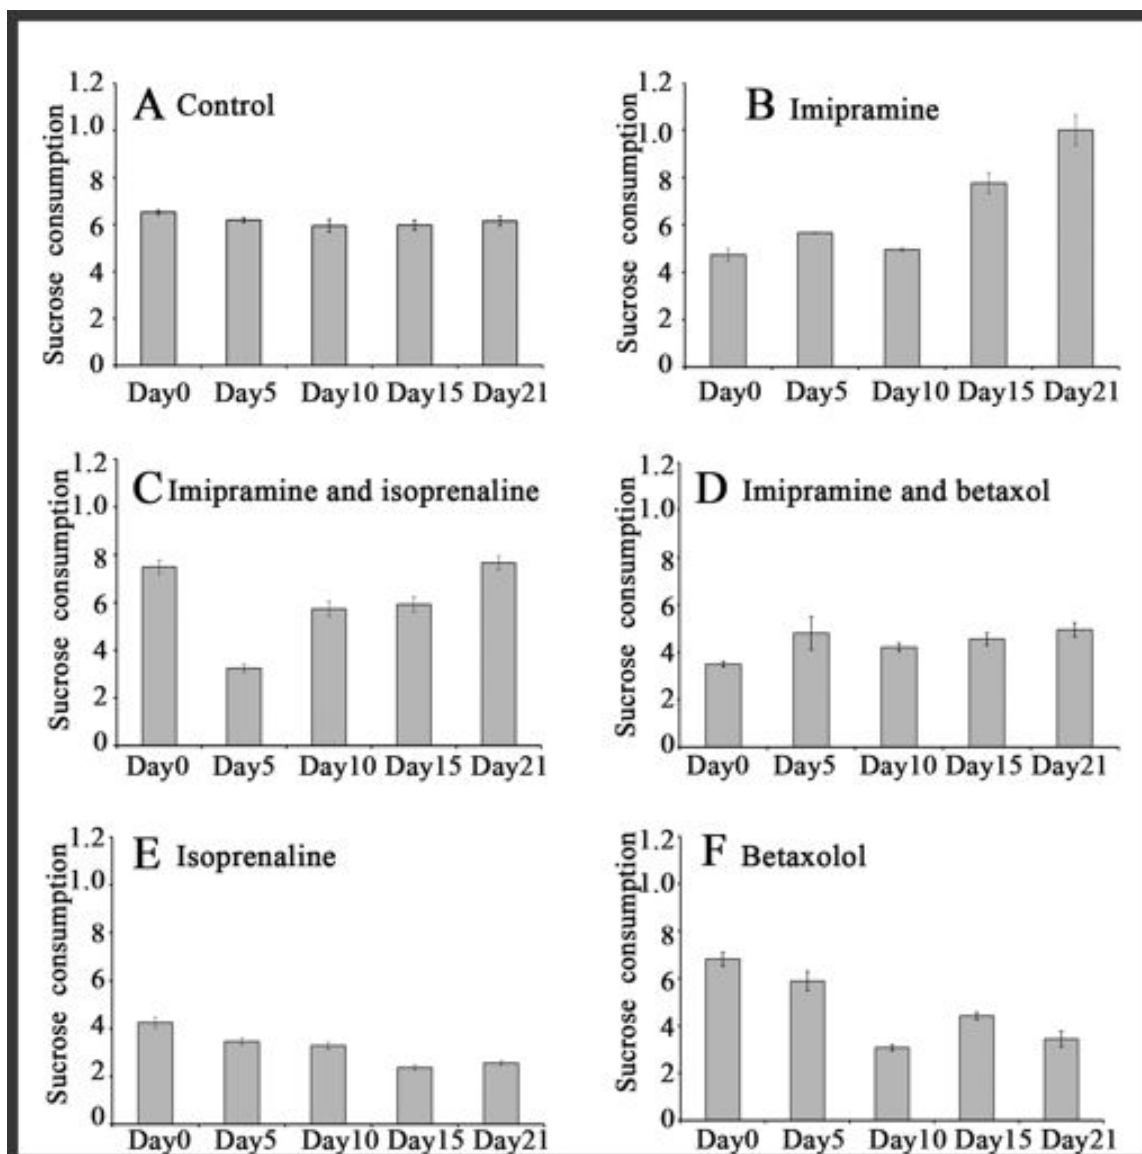 A Control
Sucrose consumption
1.2
1.0
8
6
4
2
0
Day0 Day5 Day10 Day15 Day21
B Imipramine
Sucrose consumption
1.2
1.0
8
6
4
2
0
Day0 Day5 Day10 Day15 Day21
C Imipramine and isoprenaline
Sucrose consumption
1.2
1.0
8
6
4
2
0
Day0 Day5 Day10 Day15 Day21
D Imipramine and betaxol
Sucrose consumption
1.2
1.0
8
6
4
2
0
Day0 Day5 Day10 Day15 Day21
E Isoprenaline
Sucrose consumption
1.2
1.0
8
6
4
2
0
Day0 Day5 Day10 Day15 Day21
F Betaxolol
Sucrose consumption
1.2
1.0
8
6
4
2
0
Day0 Day5 Day10 Day15 Day21